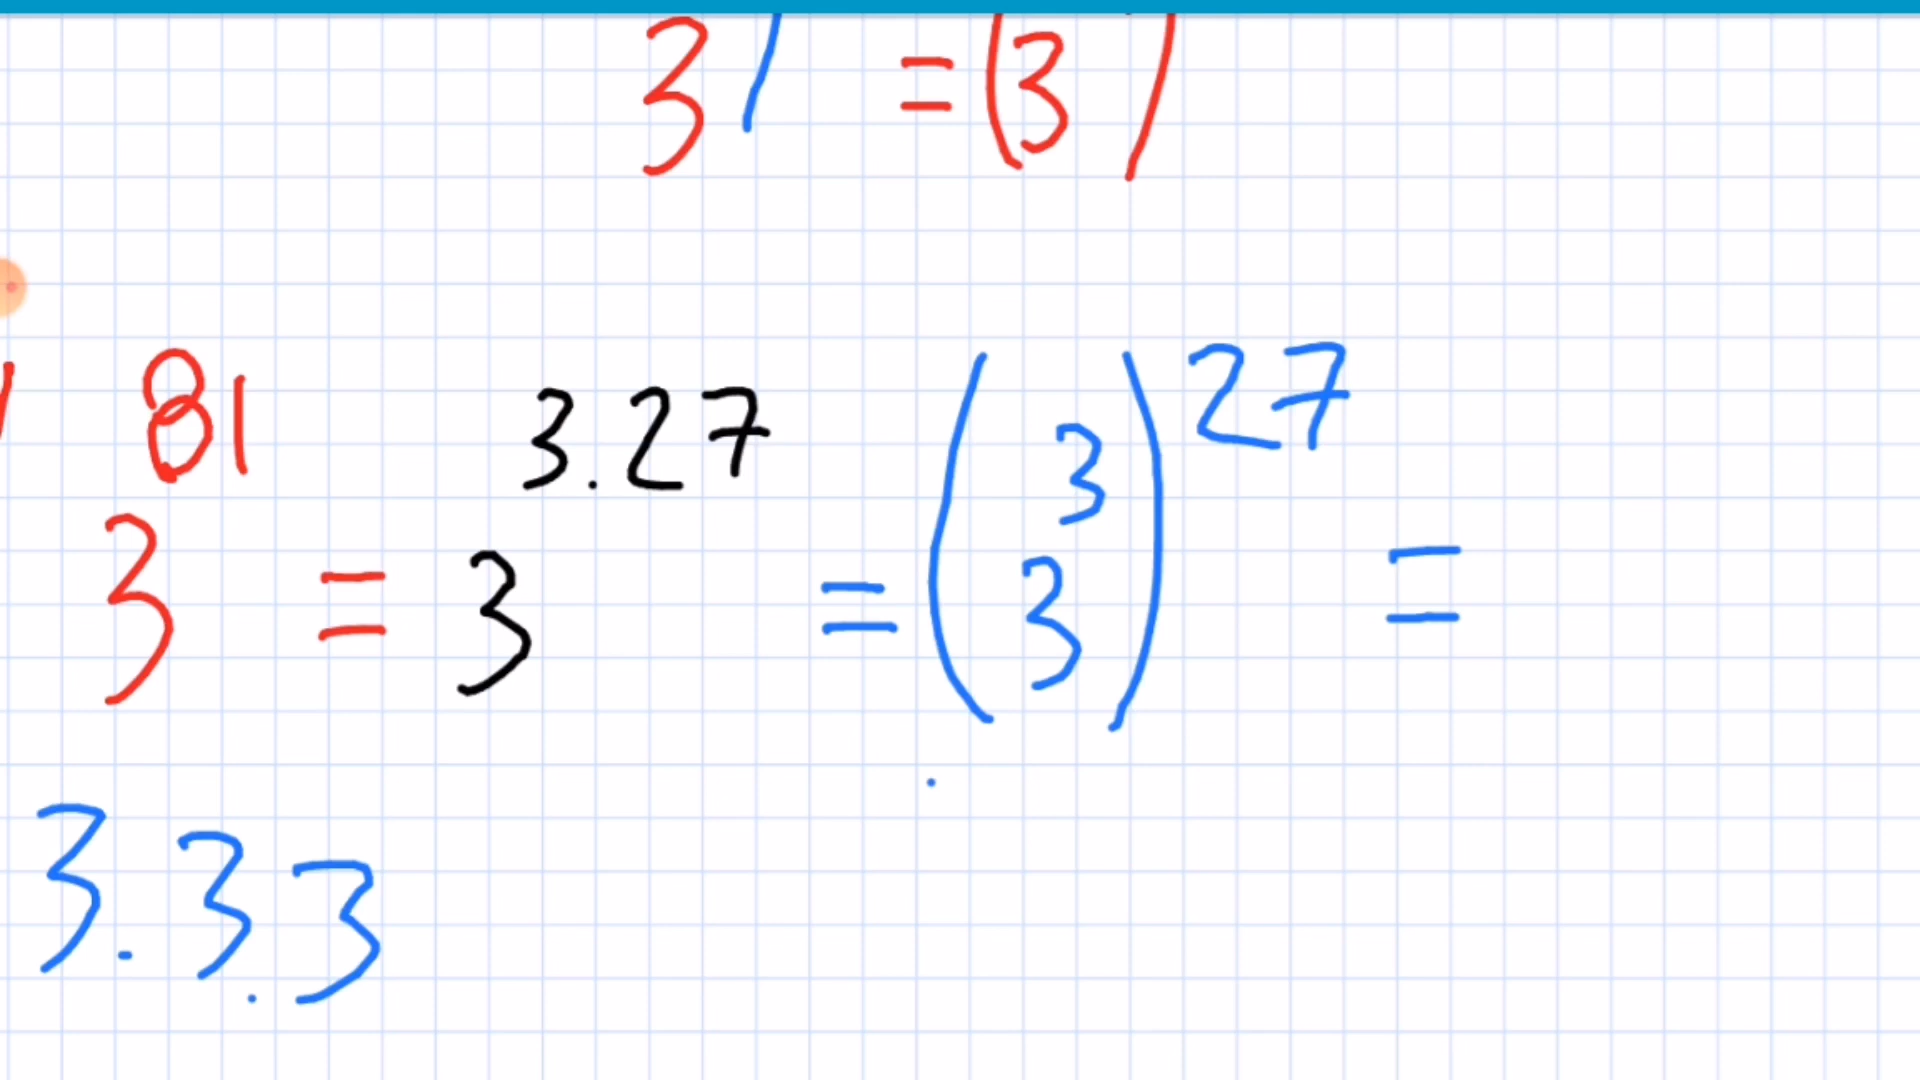 3 = (3)
3^81 = 3^3.27 = (3^3)^27 =
3.3.3